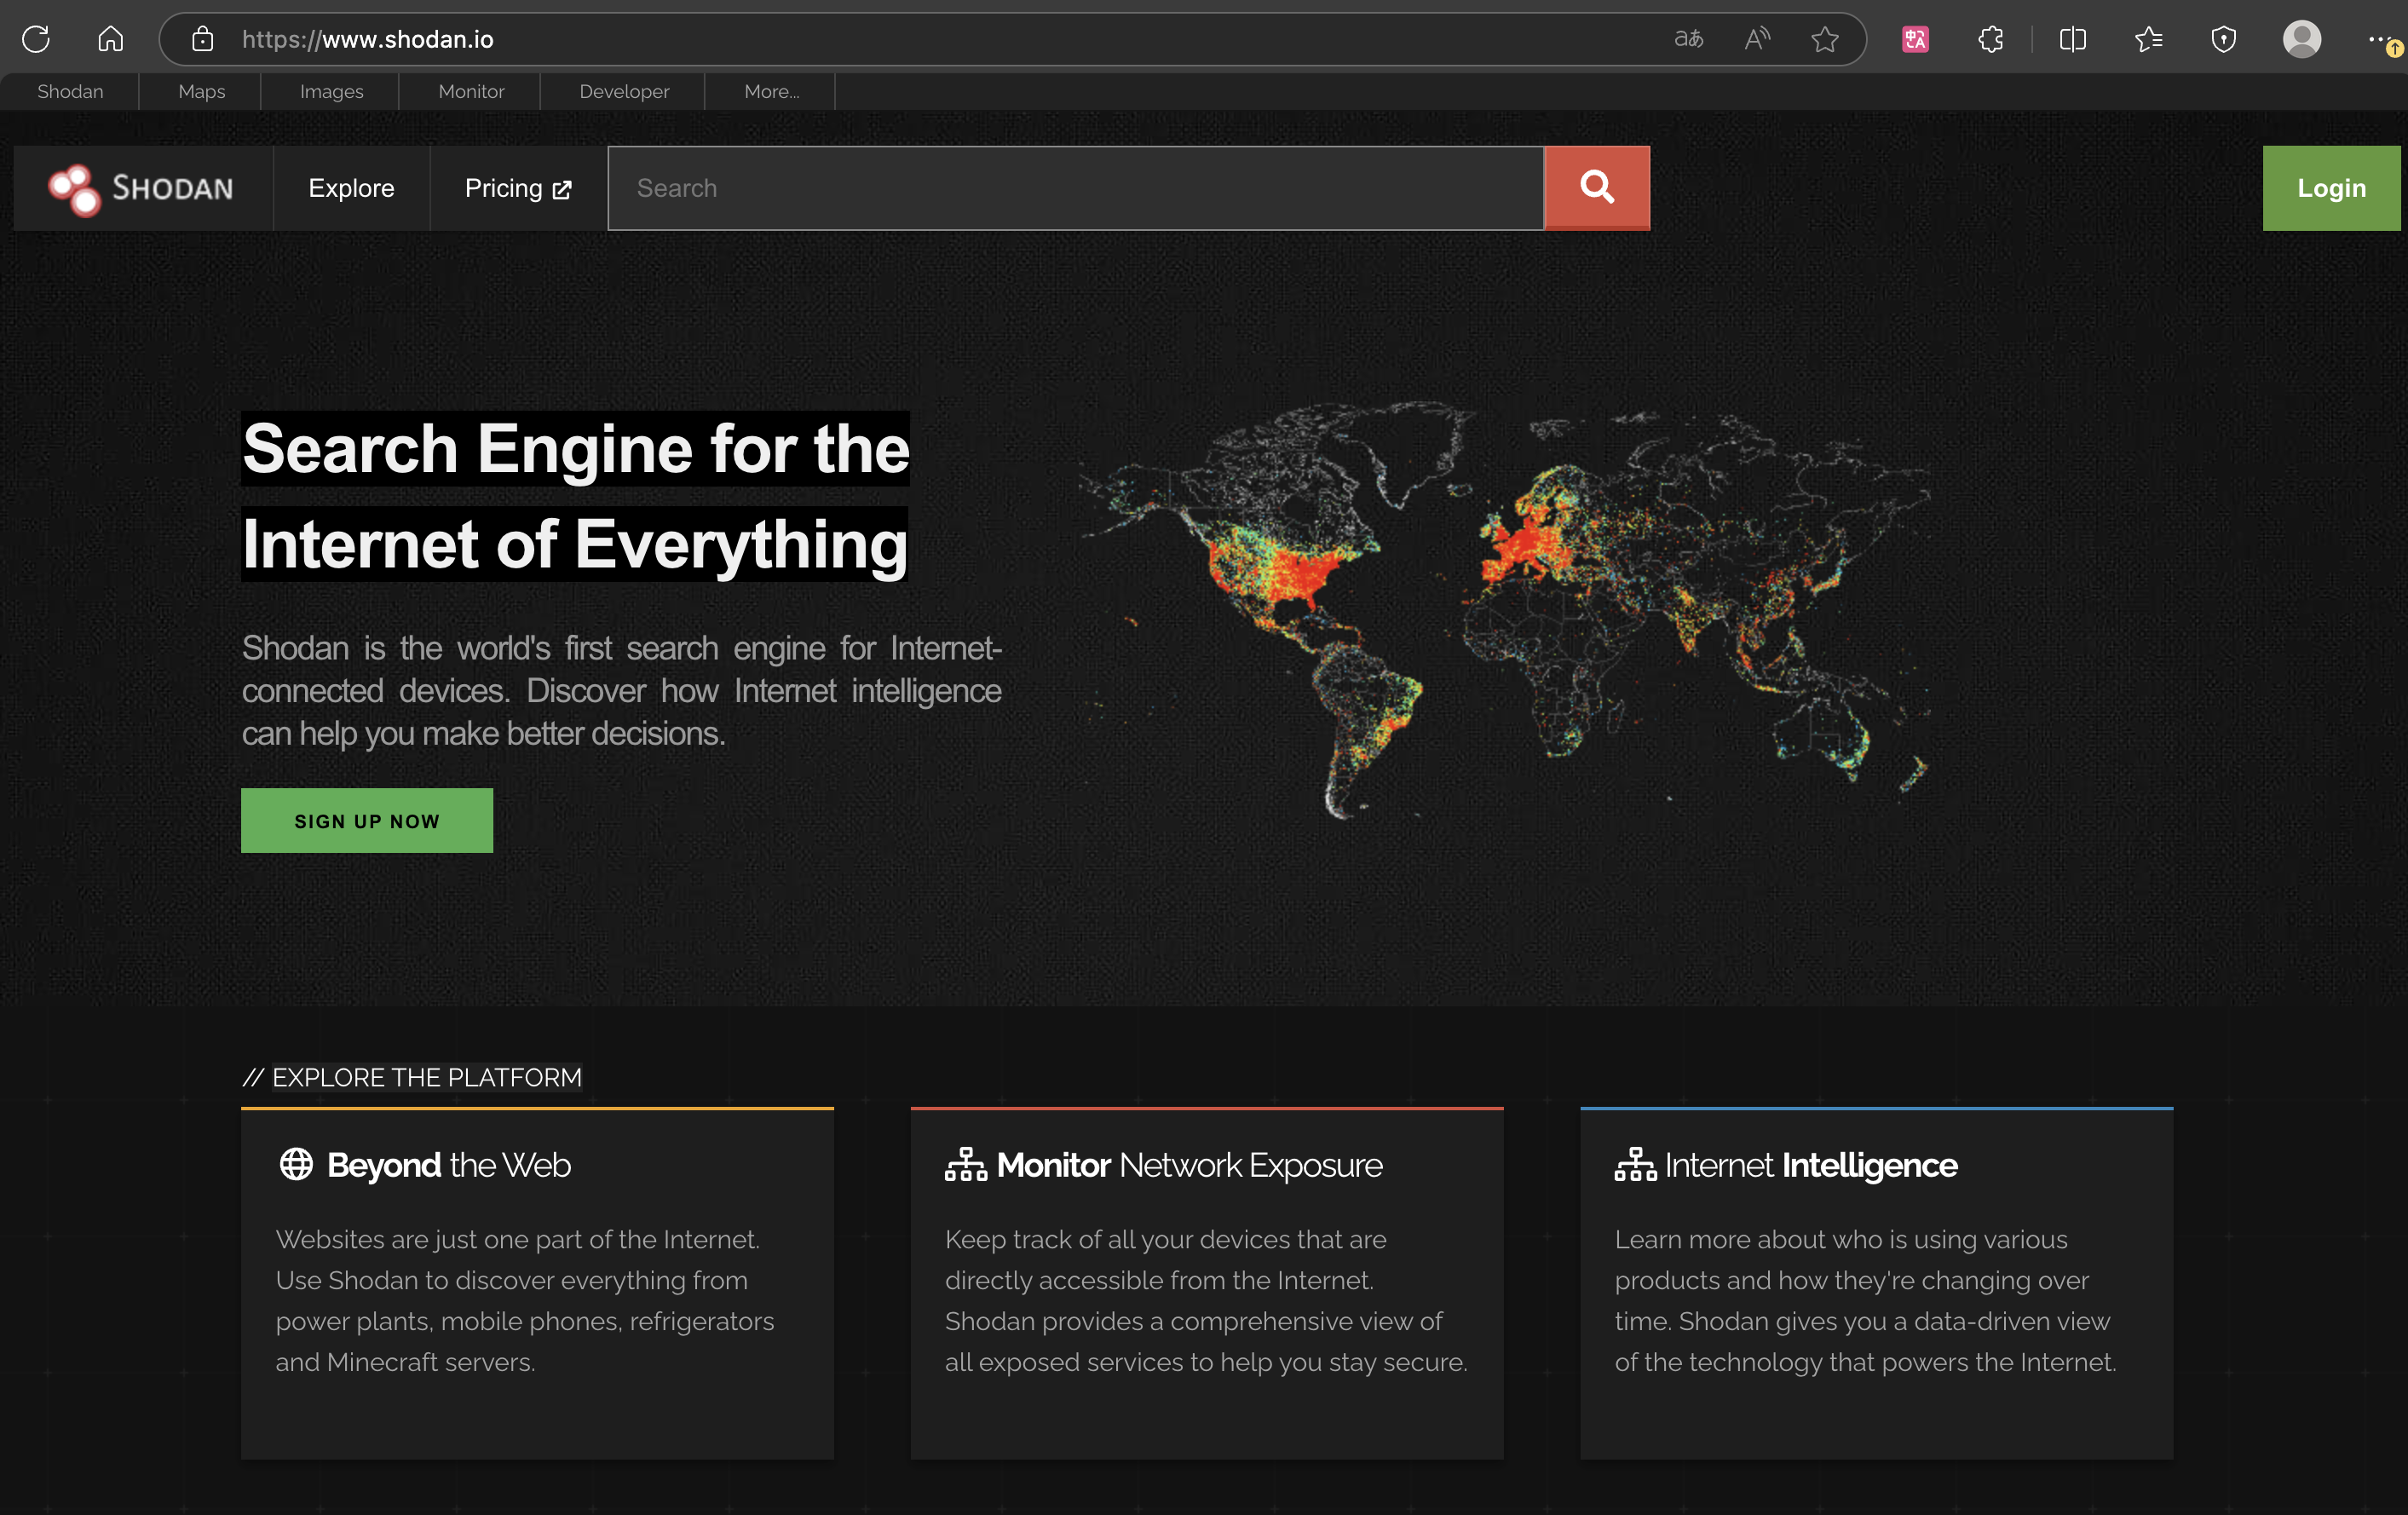 https://www.shodan.io
Shodan
Maps
Images
Monitor
Developer
More...
SHODAN
Explore
Pricing
Search
Login
Search Engine for the
Internet of Everything
Shodan is the world's first search engine for Internet-
connected devices. Discover how Internet intelligence
can help you make better decisions.
SIGN UP NOW
// EXPLORE THE PLATFORM
Beyond the Web
Websites are just one part of the Internet.
Use Shodan to discover everything from
power plants, mobile phones, refrigerators
and Minecraft servers.
Monitor Network Exposure
Keep track of all your devices that are
directly accessible from the Internet.
Shodan provides a comprehensive view of
all exposed services to help you stay secure.
Internet Intelligence
Learn more about who is using various
products and how they're changing over
time. Shodan gives you a data-driven view
of the technology that powers the Internet.